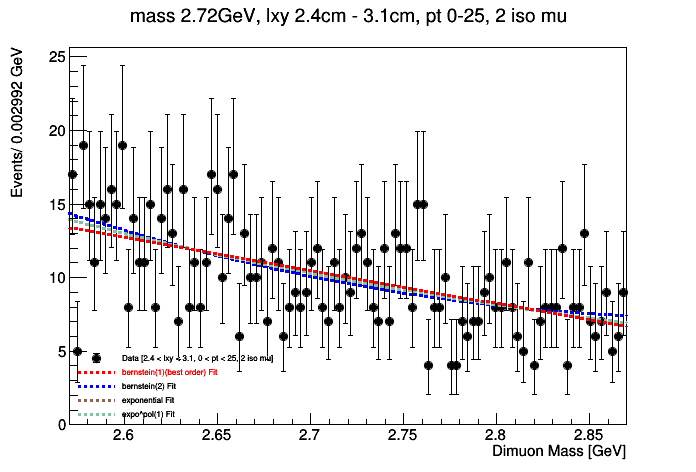 mass 2.72GeV, lxy 2.4cm - 3.1cm, pt 0-25, 2 iso mu
Events/ 0.002992 GeV
25
20
15
10
5
0
Data [2.4 < lxy < 3.1, 0 < pt < 25, 2 iso mu]
bernstein(1)(best order) Fit
bernstein(2) Fit
exponential Fit
expo*pol(1) Fit
2.6 2.65 2.7 2.75 2.8 2.85
Dimuon Mass [GeV]